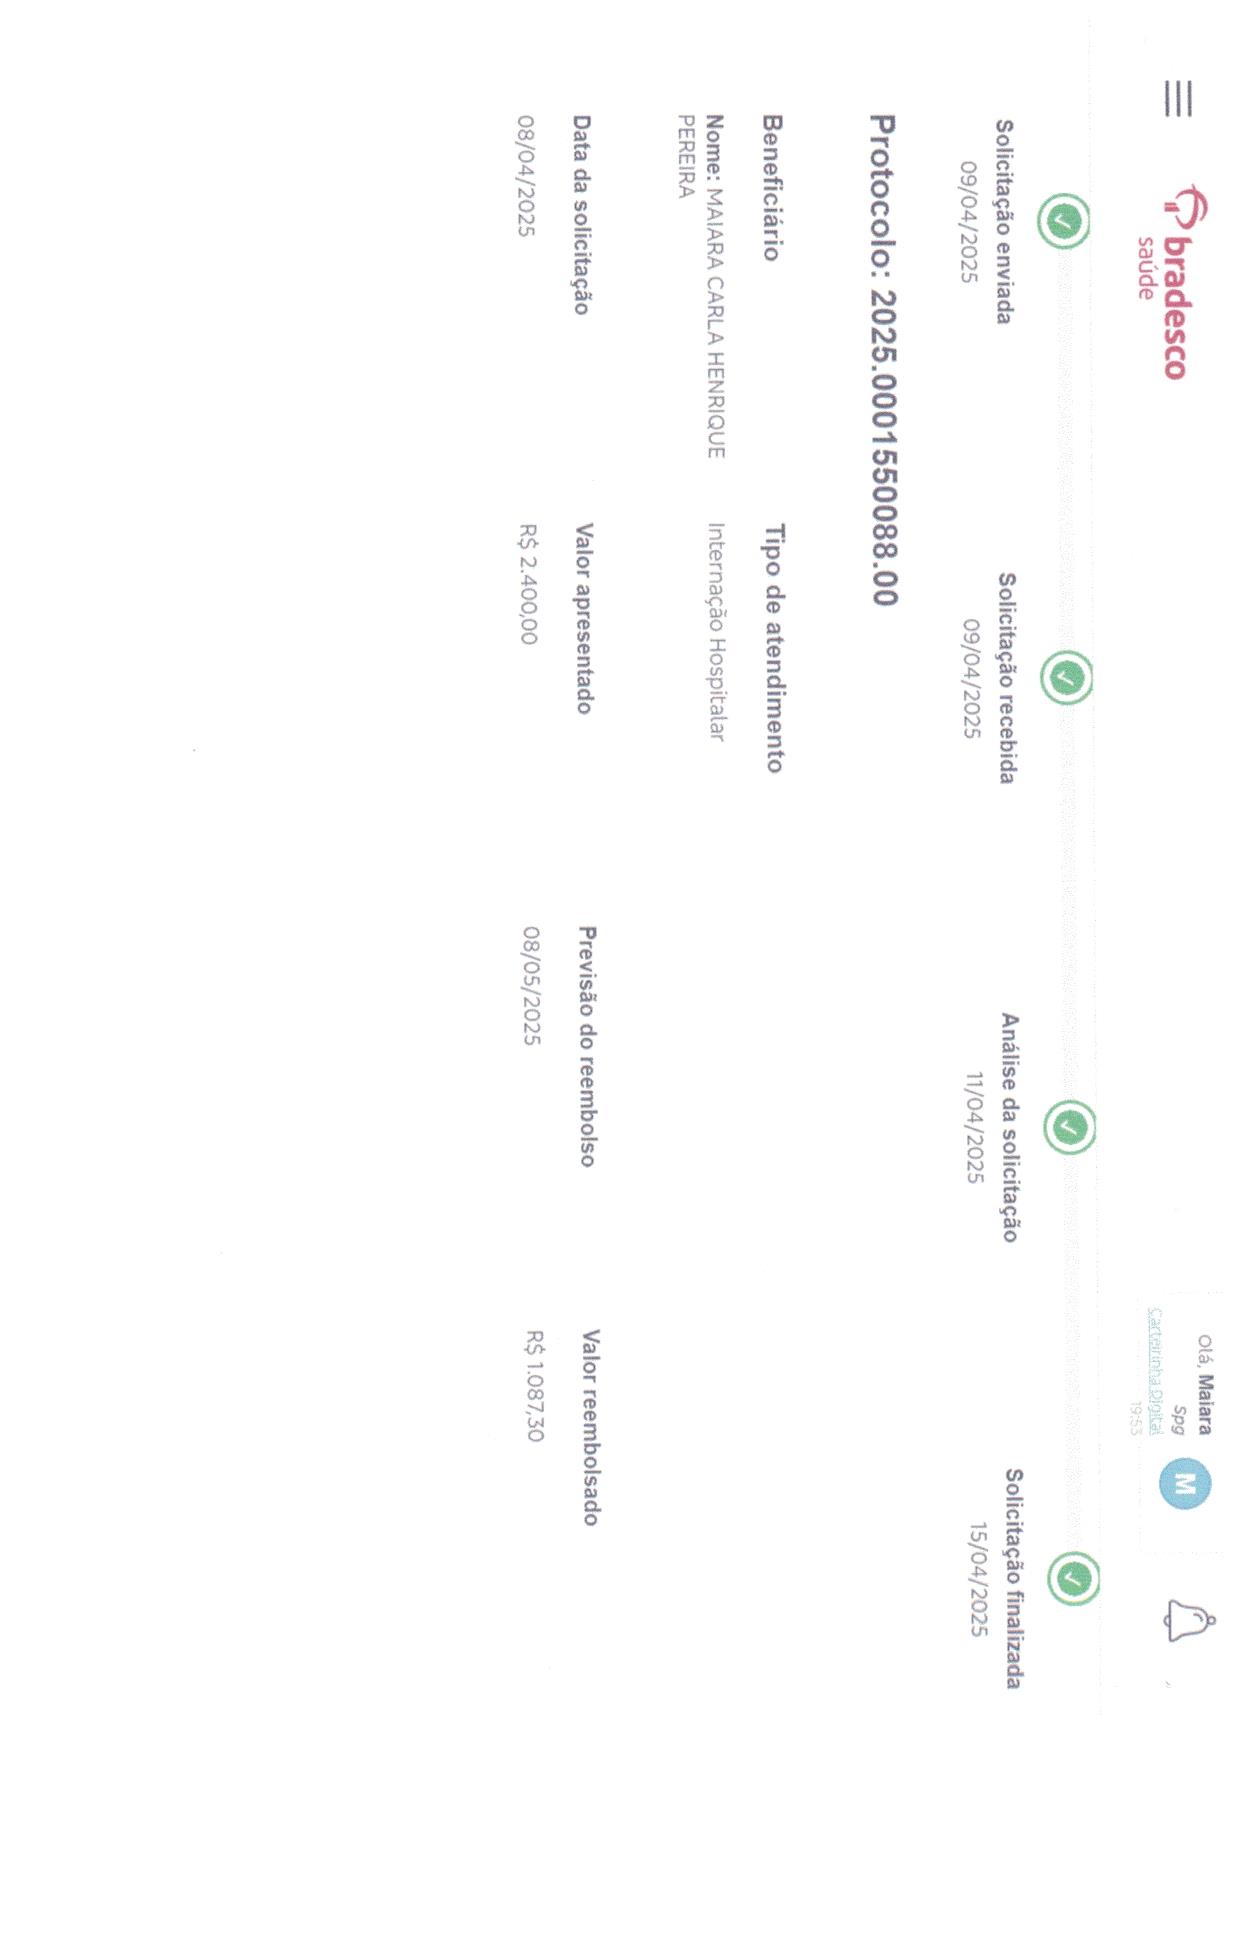 bradesco
saúde
Olá, Maiara
Spg
Carteirinha Digital
19:53
M
Solicitação enviada
09/04/2025
Solicitação recebida
09/04/2025
Análise da solicitação
11/04/2025
Solicitação finalizada
15/04/2025
Protocolo: 2025.0001550088.00
Beneficiário
Nome: MAIARA CARLA HENRIQUE
PEREIRA
Tipo de atendimento
Internação Hospitalar
Data da solicitação
08/04/2025
Valor apresentado
R$ 2.400,00
Previsão do reembolso
08/05/2025
Valor reembolsado
R$ 1.087,30